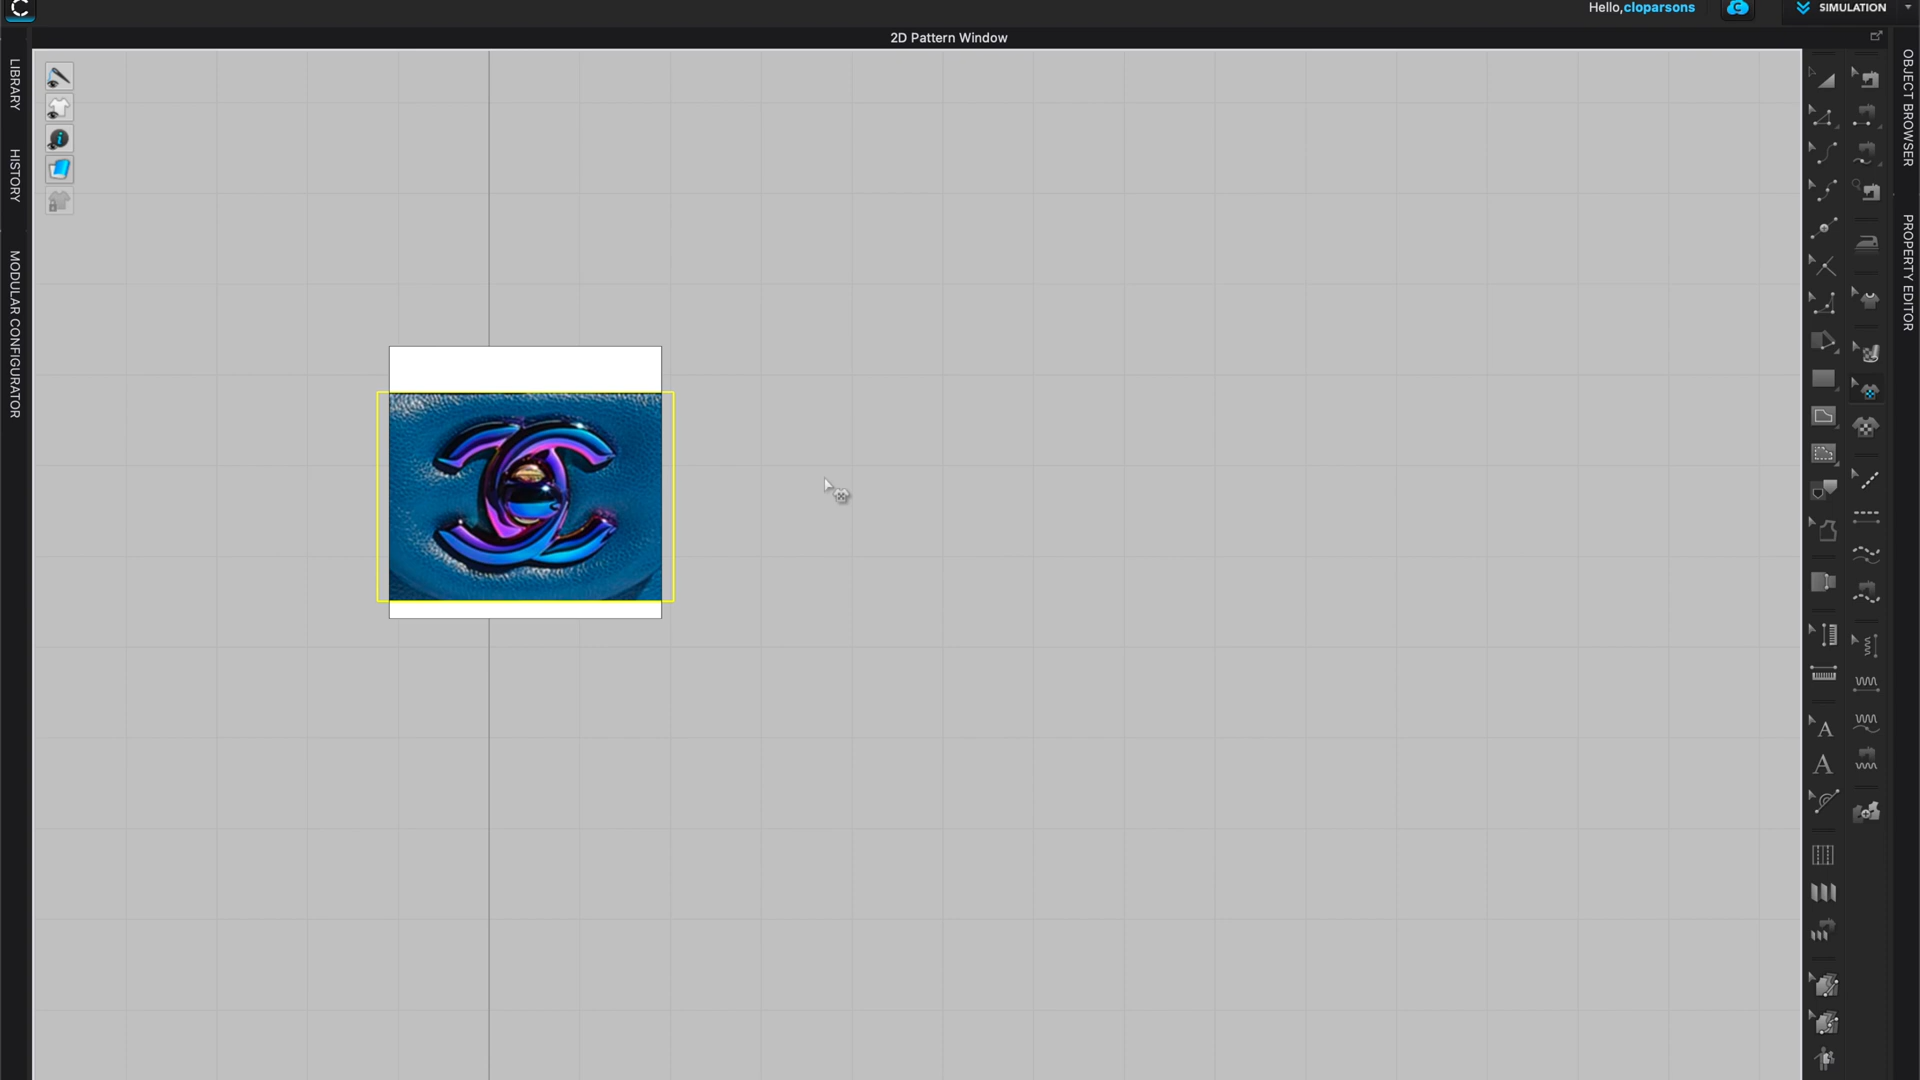 Hello,cloparsons
SIMULATION
2D Pattern Window
LIBRARY
HISTORY
MODULAR CONFIGURATOR
OBJECT BROWSER
PROPERTY EDITOR
A
A